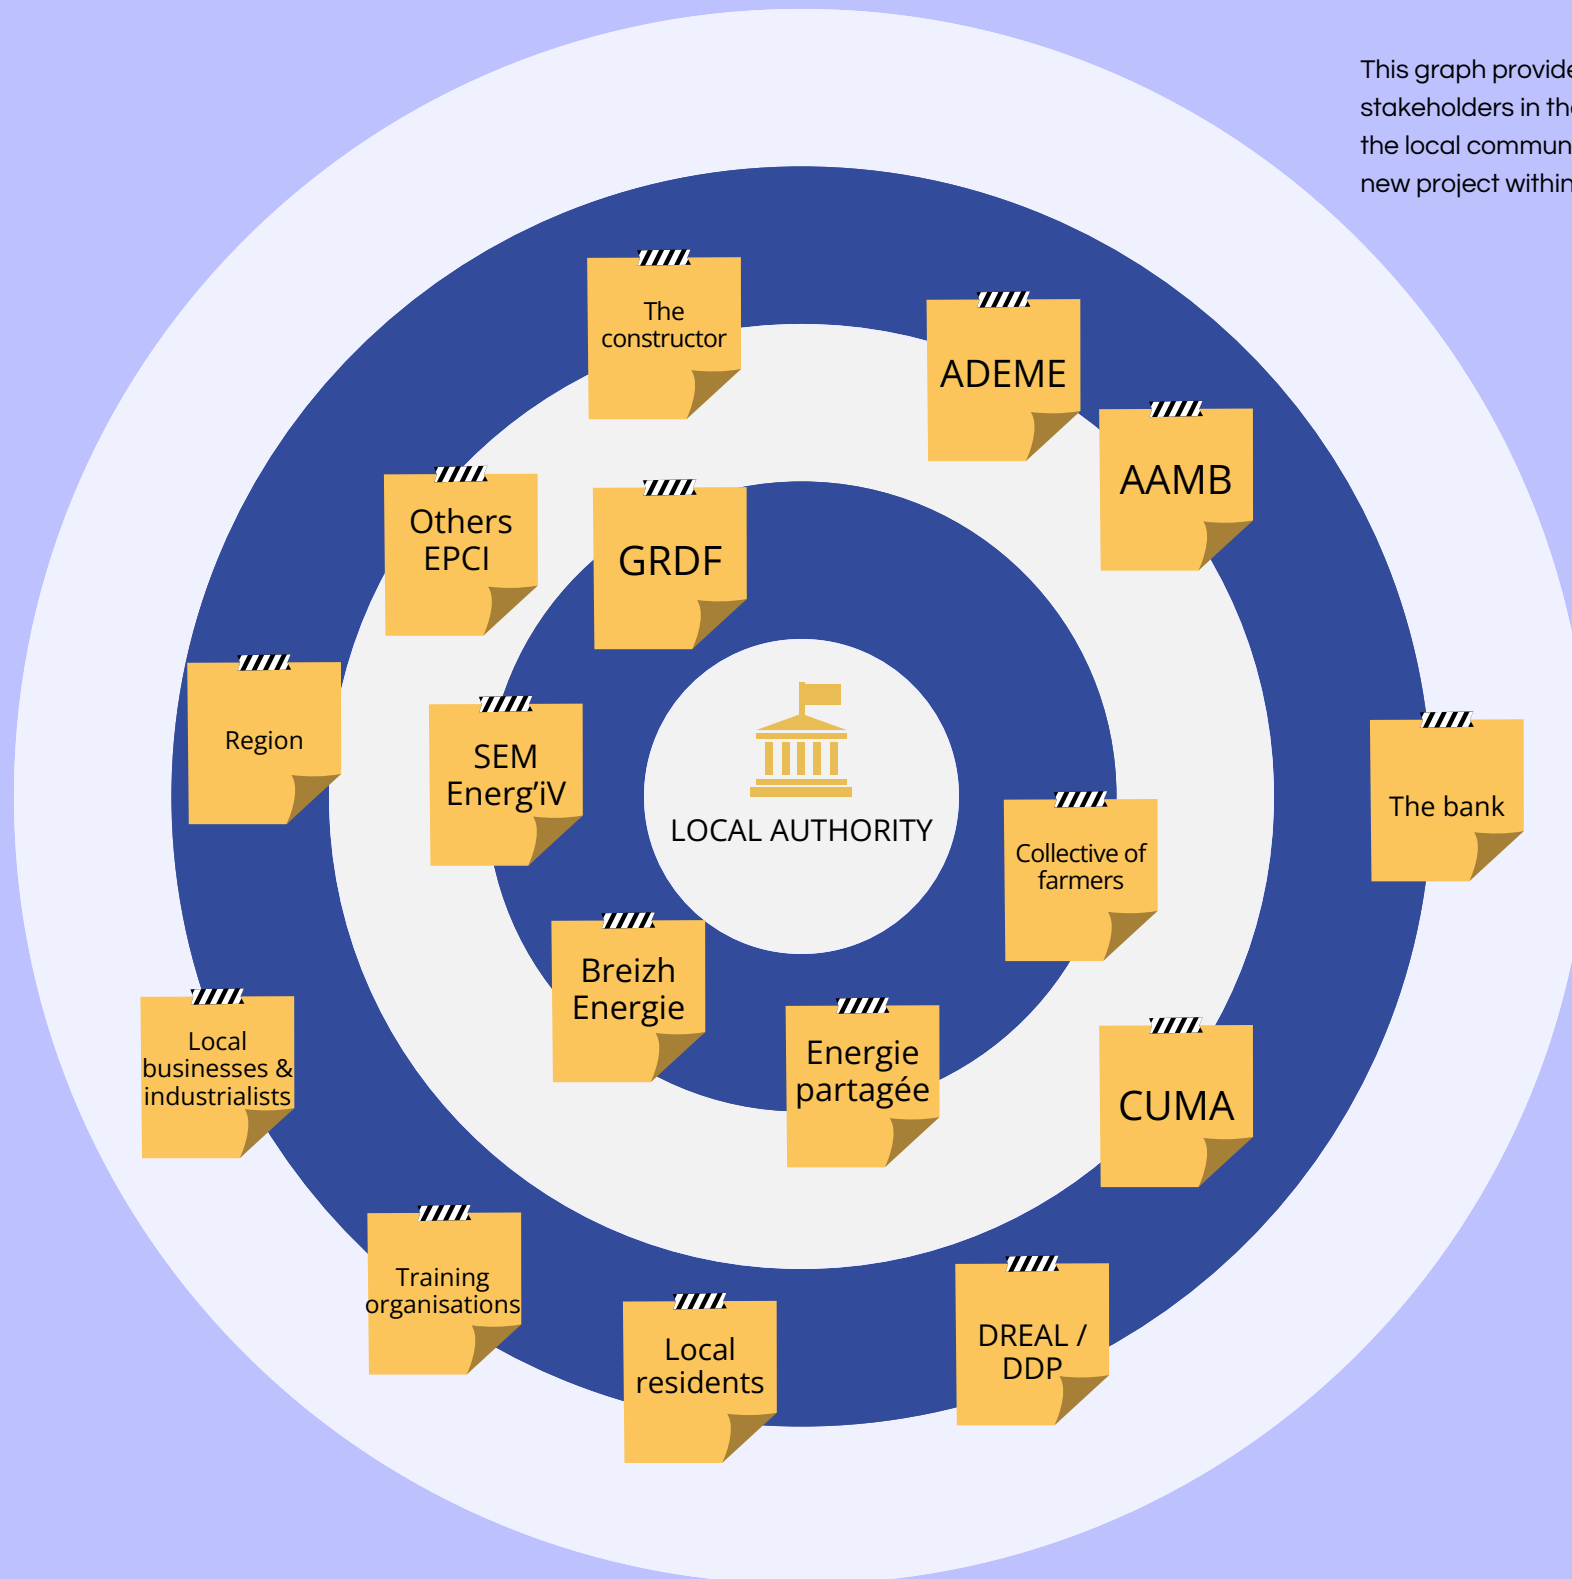 This graph provide
stakeholders in the
the local commun
new project within
The
constructor
ADEME
AAMB
Others
EPCI
GRDF
Region
SEM
Energ’iV
LOCAL AUTHORITY
The bank
Collective of
farmers
Breizh
Energie
Local
businesses &
industrialists
Energie
partagée
CUMA
Training
organisations
Local
residents
DREAL /
DDP